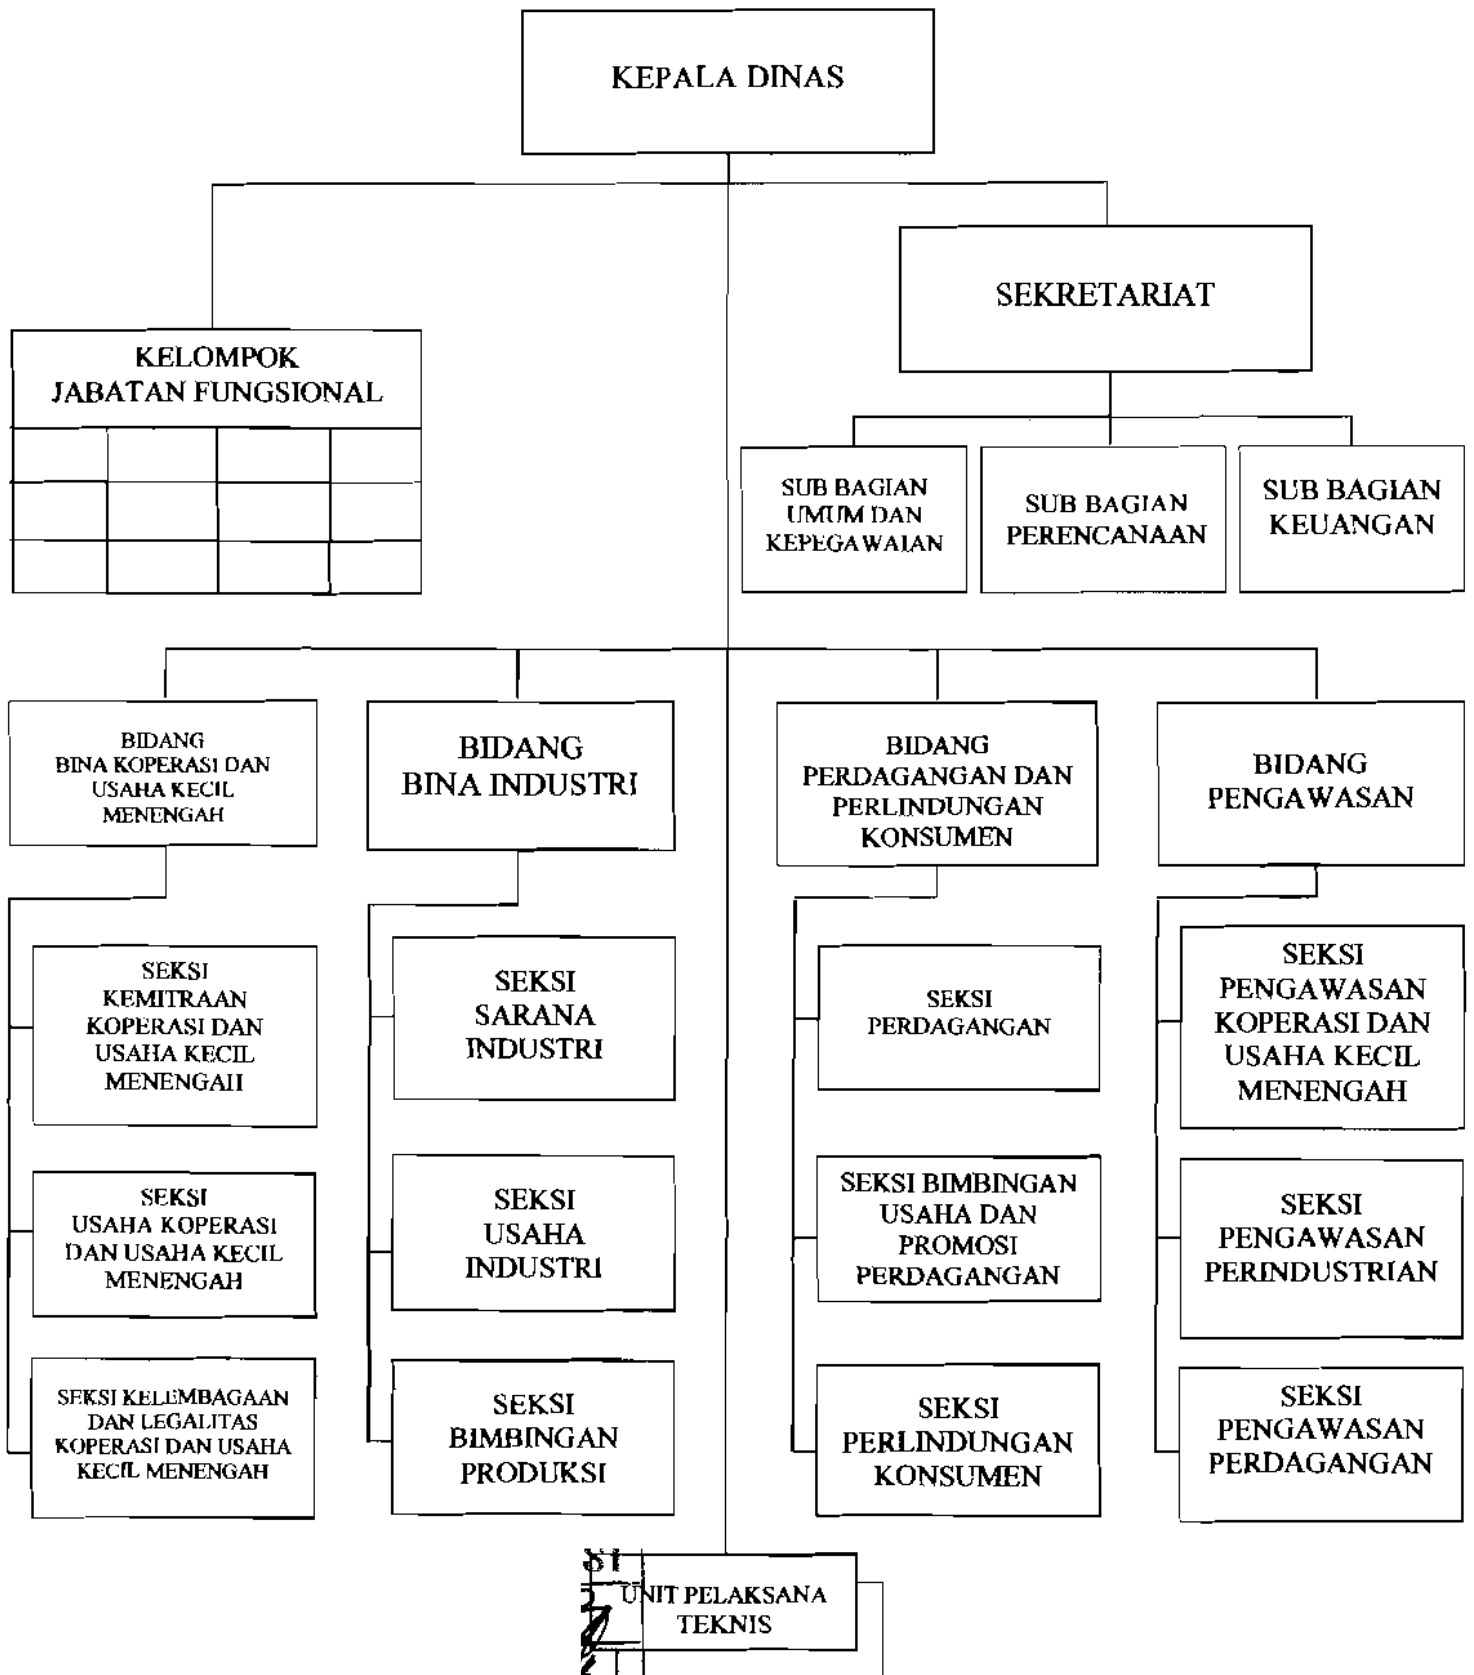 KEPALA DINAS
SEKRETARIAT
KELOMPOK
JABATAN FUNGSIONAL
SUB BAGIAN
UMUM DAN
KEPEGAWAIAN
SUB BAGIAN
PERENCANAAN
SUB BAGIAN
KEUANGAN
BIDANG
BINA KOPERASI DAN
USAHA KECIL
MENENGAH
BIDANG
BINA INDUSTRI
BIDANG
PERDAGANGAN DAN
PERLINDUNGAN
KONSUMEN
BIDANG
PENGAWASAN
SEKSI
KEMITRAAN
KOPERASI DAN
USAHA KECIL
MENENGAH
SEKSI
SARANA
INDUSTRI
SEKSI
PERDAGANGAN
SEKSI
PENGAWASAN
KOPERASI DAN
USAHA KECIL
MENENGAH
SEKSI
USAHA KOPERASI
DAN USAHA KECIL
MENENGAH
SEKSI
USAHA
INDUSTRI
SEKSI BIMBINGAN
USAHA DAN
PROMOSI
PERDAGANGAN
SEKSI
PENGAWASAN
PERINDUSTRIAN
SEKSI KELEMBAGAAN
DAN LEGALITAS
KOPERASI DAN USAHA
KECIL MENENGAH
SEKSI
BIMBINGAN
PRODUKSI
SEKSI
PERLINDUNGAN
KONSUMEN
SEKSI
PENGAWASAN
PERDAGANGAN
UNIT PELAKSANA
TEKNIS